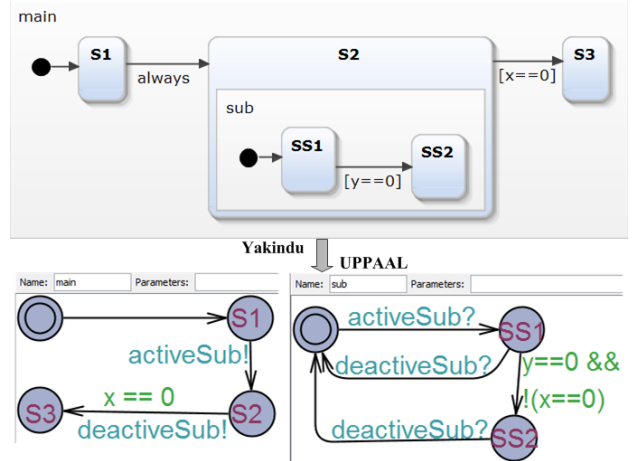 main
S1
S2
S3
always
[x==0]
sub
SS1
SS2
[y==0]
Yakindu
UPPAAL
Name: main Parameters:
S1
activeSub!
x == 0
S3
S2
deactiveSub!
Name: sub Parameters:
activeSub?
SS1
deactiveSub?
y==0 &&
!(x==0)
deactiveSub?
SS2